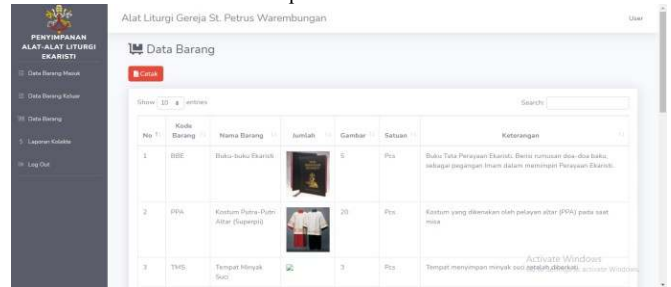 Alat Liturgi Gereja St. Petrus Warembungan
User
PENYIMPANAN
ALAT-ALAT LITURGI
EKARISTI
Data Barang Masuk
Data Barang Keluar
Data Barang
Laporan Kolekte
Log Out
Data Barang
Cetak
Show 10 entries
Search:
No Kode Barang Nama Barang Jumlah Gambar Satuan Keterangan
1 BBE Buku-buku Ekaristi 5 Pcs Buku Tata Perayaan Ekaristi. Berisi rumusan doa-doa baku,
sebagai pegangan Imam dalam memimpin Perayaan Ekaristi.
2 PPA Kostum Putra-Putri
Altar (Superpli) 20 Pcs Kostum yang dikenakan oleh pelayan altar (PPA) pada saat
misa
3 TMS Tempat Minyak
Suci 3 Pcs Tempat menyimpan minyak suci
Activate Windows
activate Windows.